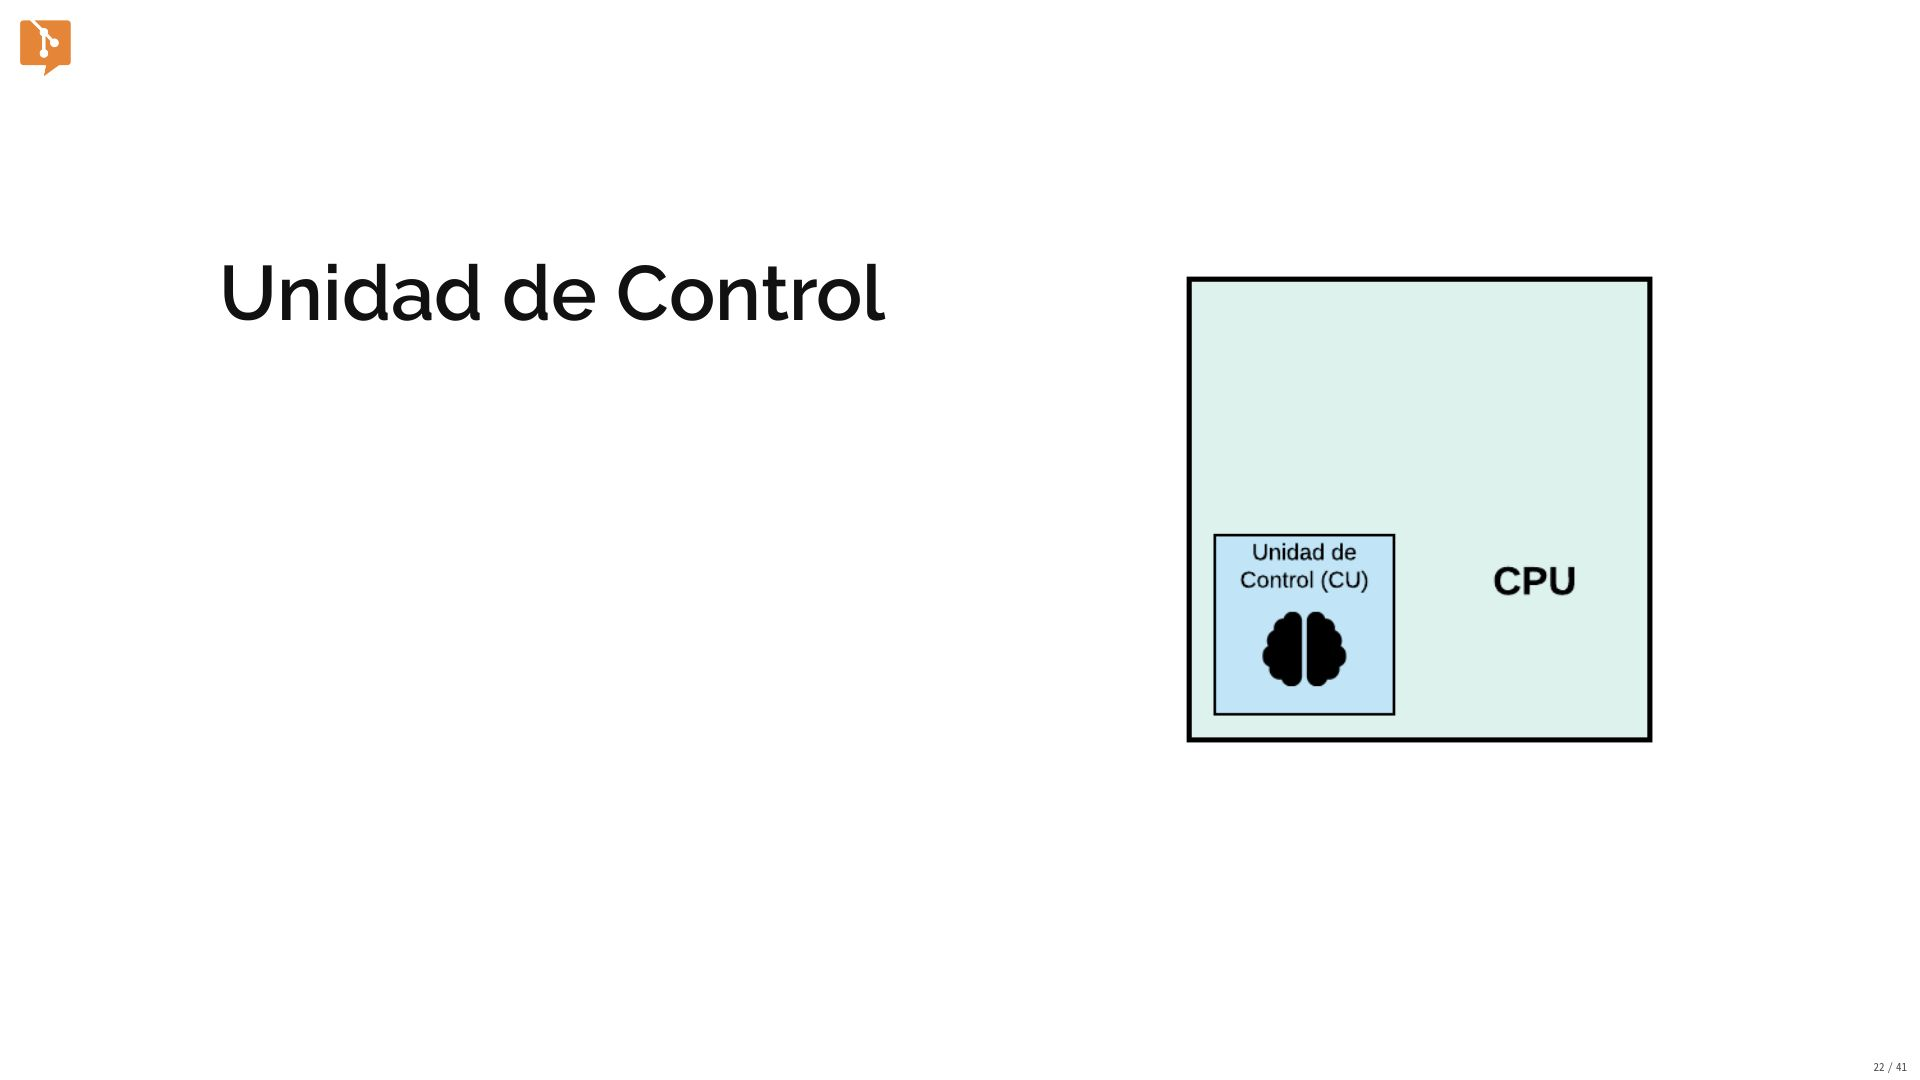 Unidad de Control
Unidad de
Control (CU)
CPU
22 / 41